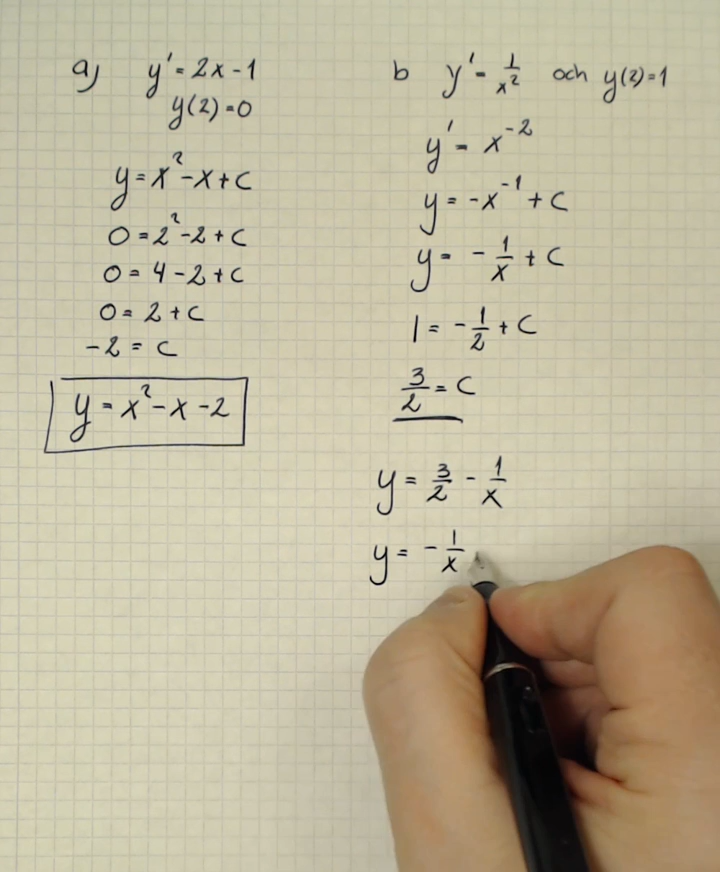 a) y' = 2x - 1
y(2) = 0
y = x² - x + C
0 = 2² - 2 + C
0 = 4 - 2 + C
0 = 2 + C
-2 = C
y = x² - x - 2
b y' = 1/x² och y(2) = 1
y' = x⁻²
y = -x⁻¹ + C
y = - 1/x + C
1 = - 1/2 + C
3/2 = C
y = 3/2 - 1/x
y = - 1/x